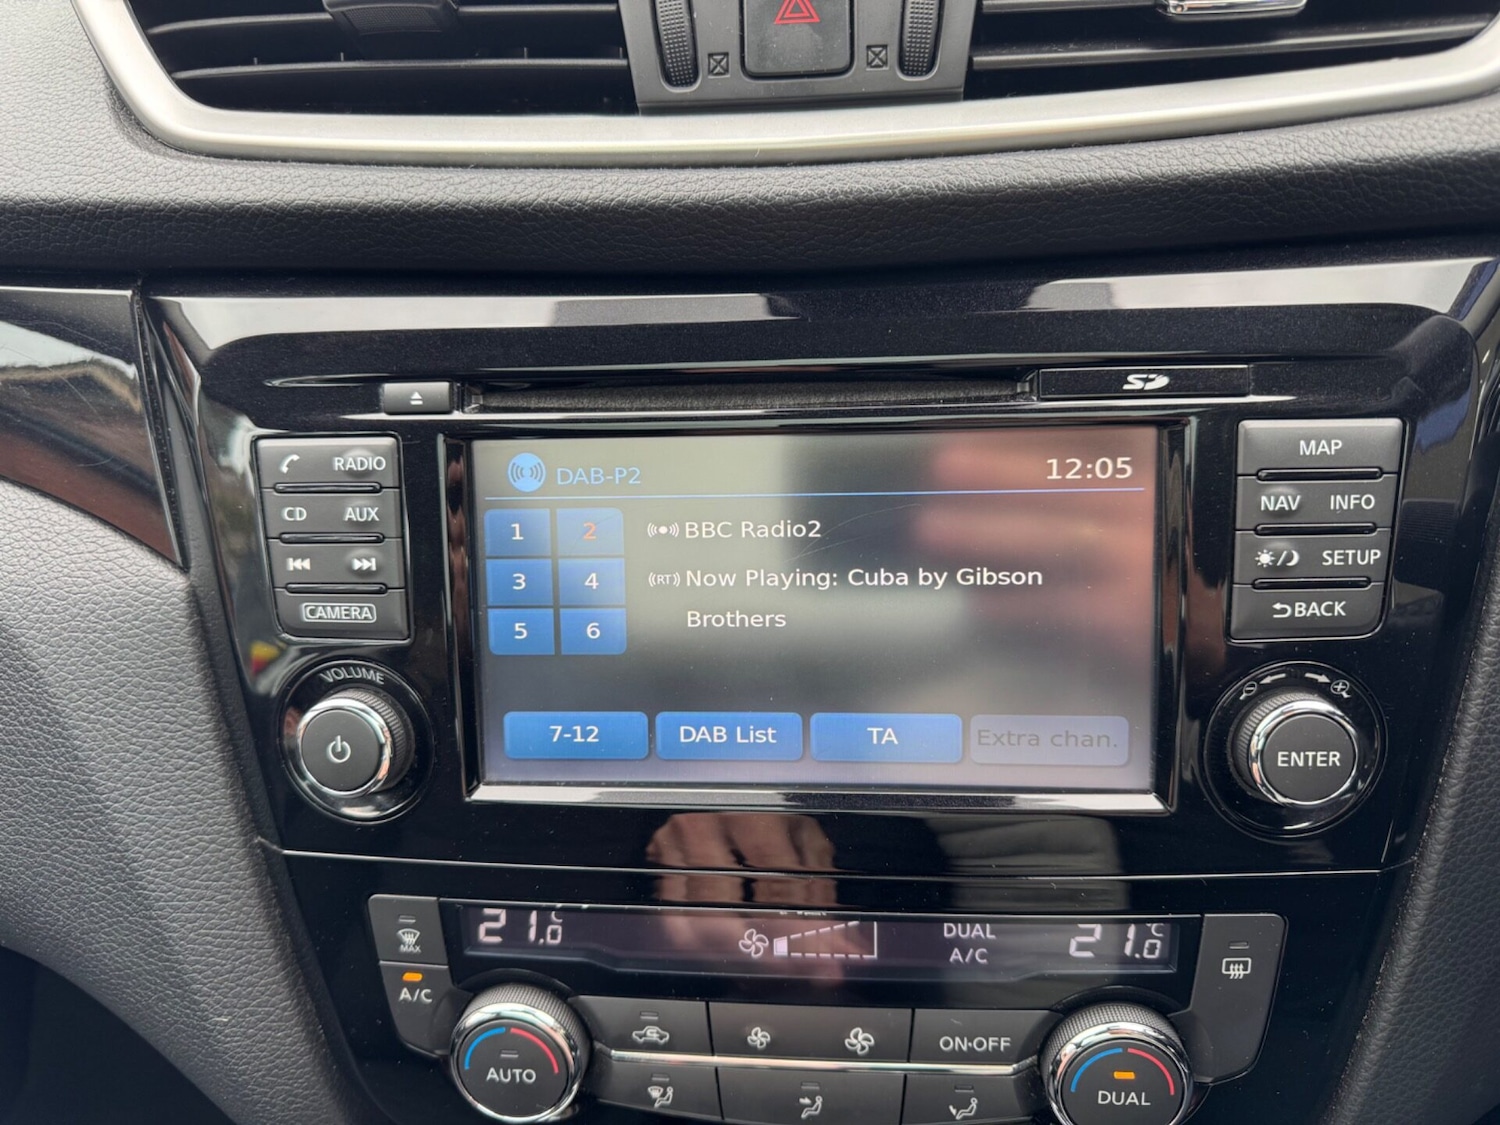 SD
RADIO
CD AUX
CAMERA
VOLUME
DAB-P2 12:05
1 2
3 4
5 6
BBC Radio2
(RT) Now Playing: Cuba by Gibson
Brothers
7-12 DAB List TA Extra chan.
MAP
NAV INFO
SETUP
BACK
ENTER
MAX
A/C
21.0 °C
DUAL
A/C
21.0 °C
AUTO
ON·OFF
DUAL